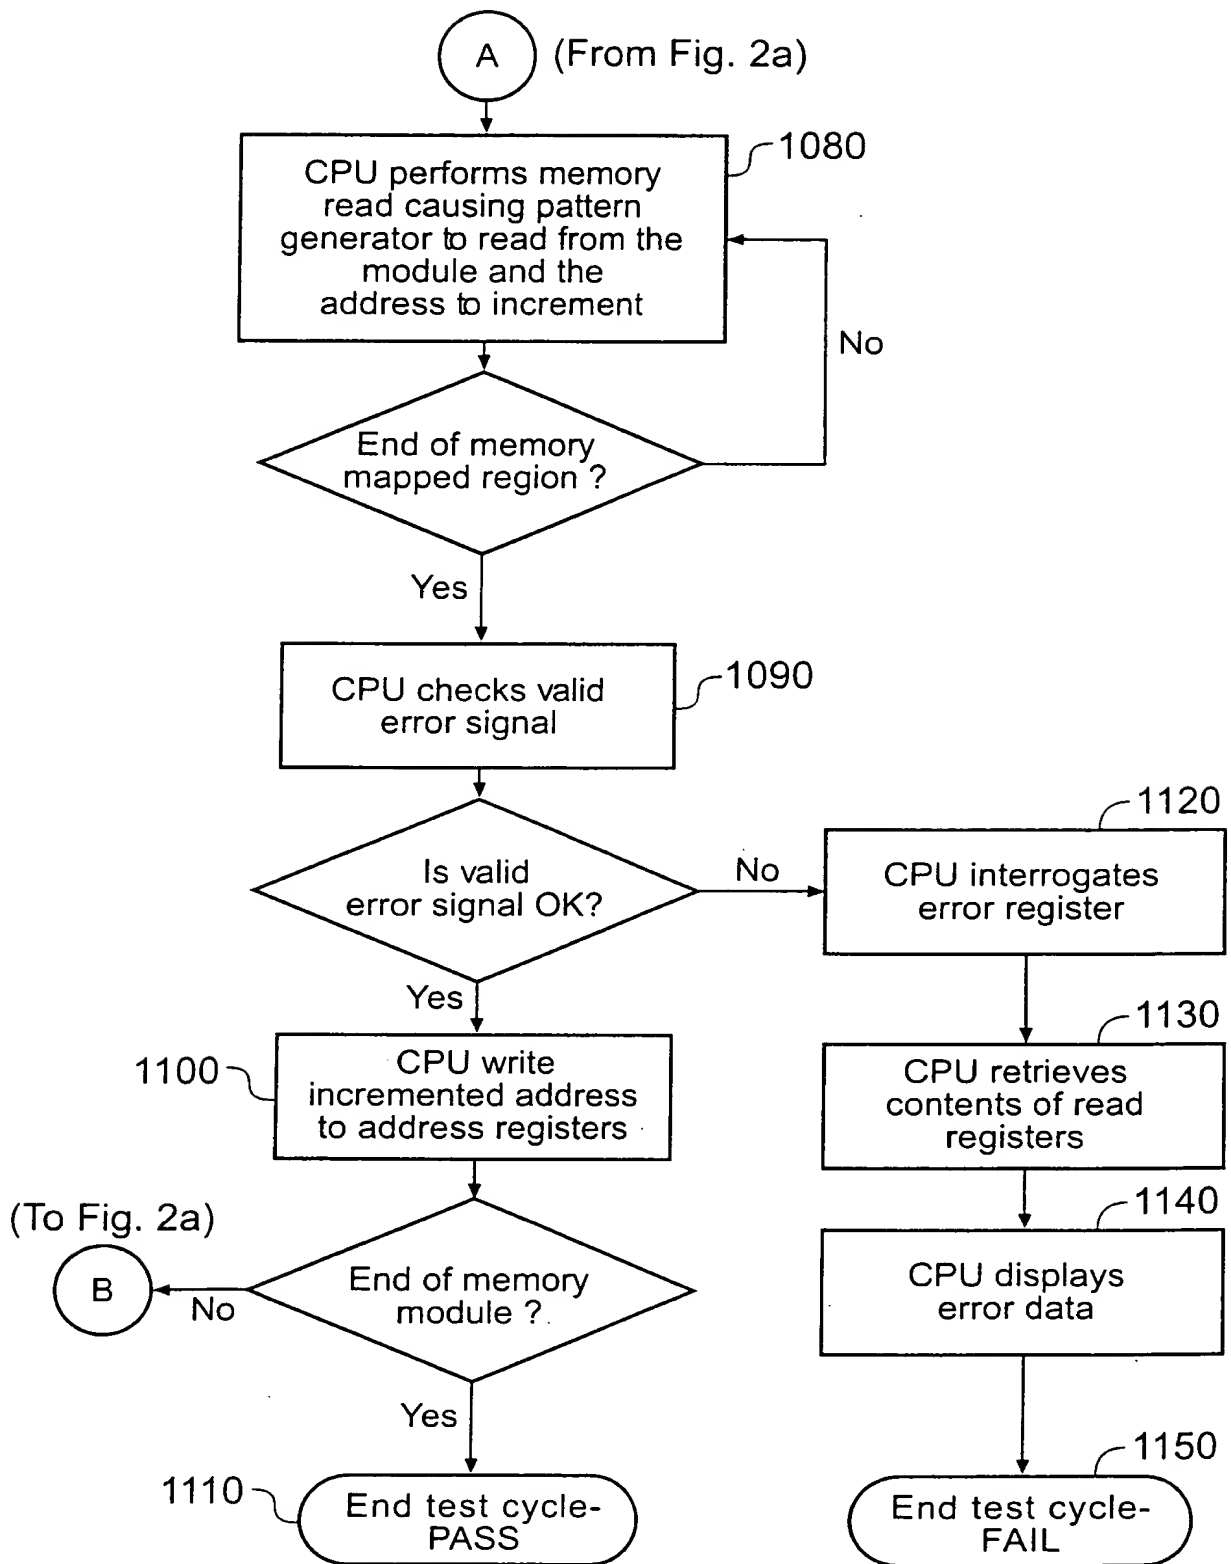 A
(From Fig. 2a)
1080
CPU performs memory
read causing pattern
generator to read from the
module and the
address to increment
No
End of memory
mapped region ?
Yes
CPU checks valid
error signal
1090
Is valid
error signal OK?
No
1120
CPU interrogates
error register
Yes
1100
CPU write
incremented address
to address registers
1130
CPU retrieves
contents of read
registers
(To Fig. 2a)
B
No
End of memory
module ?
1140
CPU displays
error data
Yes
1110
End test cycle-
PASS
1150
End test cycle-
FAIL